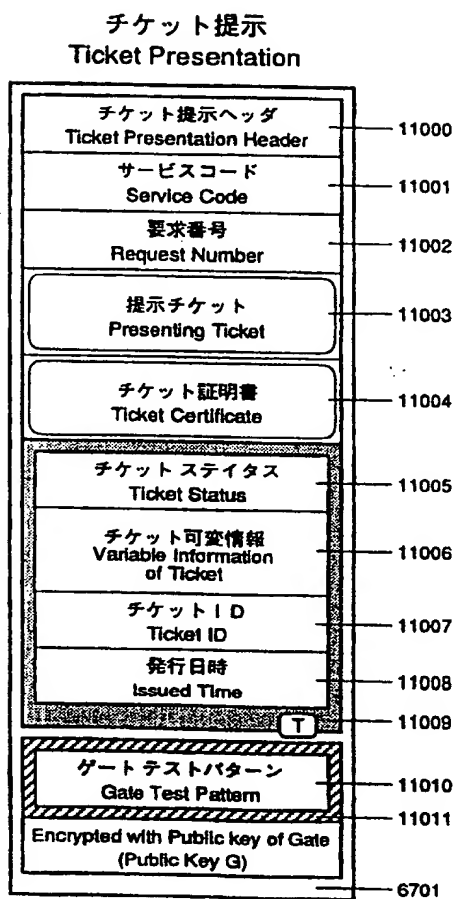 チケット提示
Ticket Presentation
チケット提示ヘッダ
Ticket Presentation Header
11000
サービスコード
Service Code
11001
要求番号
Request Number
11002
提示チケット
Presenting Ticket
11003
チケット証明書
Ticket Certificate
11004
チケット ステイタス
Ticket Status
11005
チケット可変情報
Variable Information
of Ticket
11006
チケットID
Ticket ID
11007
発行日時
Issued Time
11008
T
11009
ゲート テストパターン
Gate Test Pattern
11010
11011
Encrypted with Public key of Gate
(Public Key G)
6701